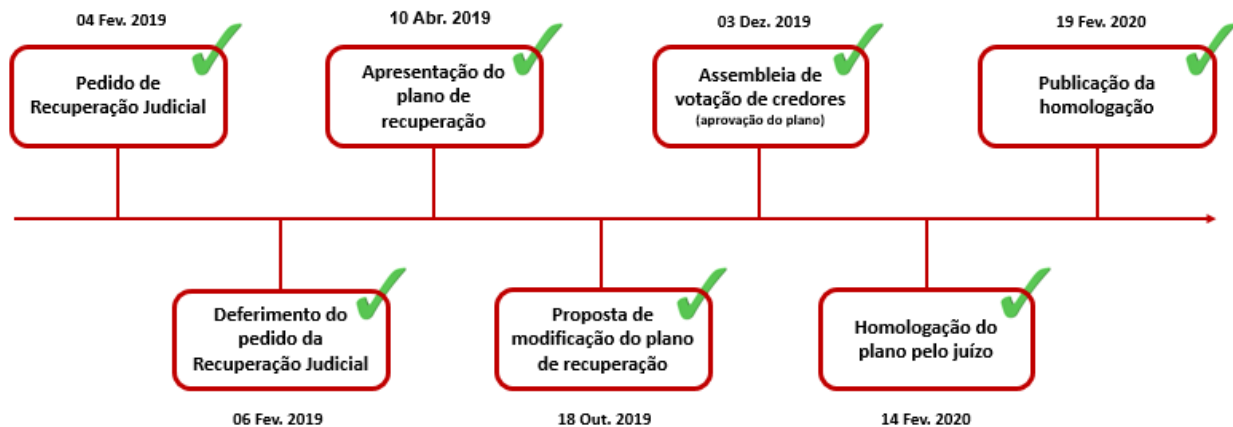 04 Fev. 2019
Pedido de
Recuperação Judicial
10 Abr. 2019
Apresentação do
plano de
recuperação
03 Dez. 2019
Assembleia de
votação de credores
(aprovação do plano)
19 Fev. 2020
Publicação da
homologação
Deferimento do
pedido da
Recuperação Judicial
06 Fev. 2019
Proposta de
modificação do plano
de recuperação
18 Out. 2019
Homologação do
plano pelo juízo
14 Fev. 2020